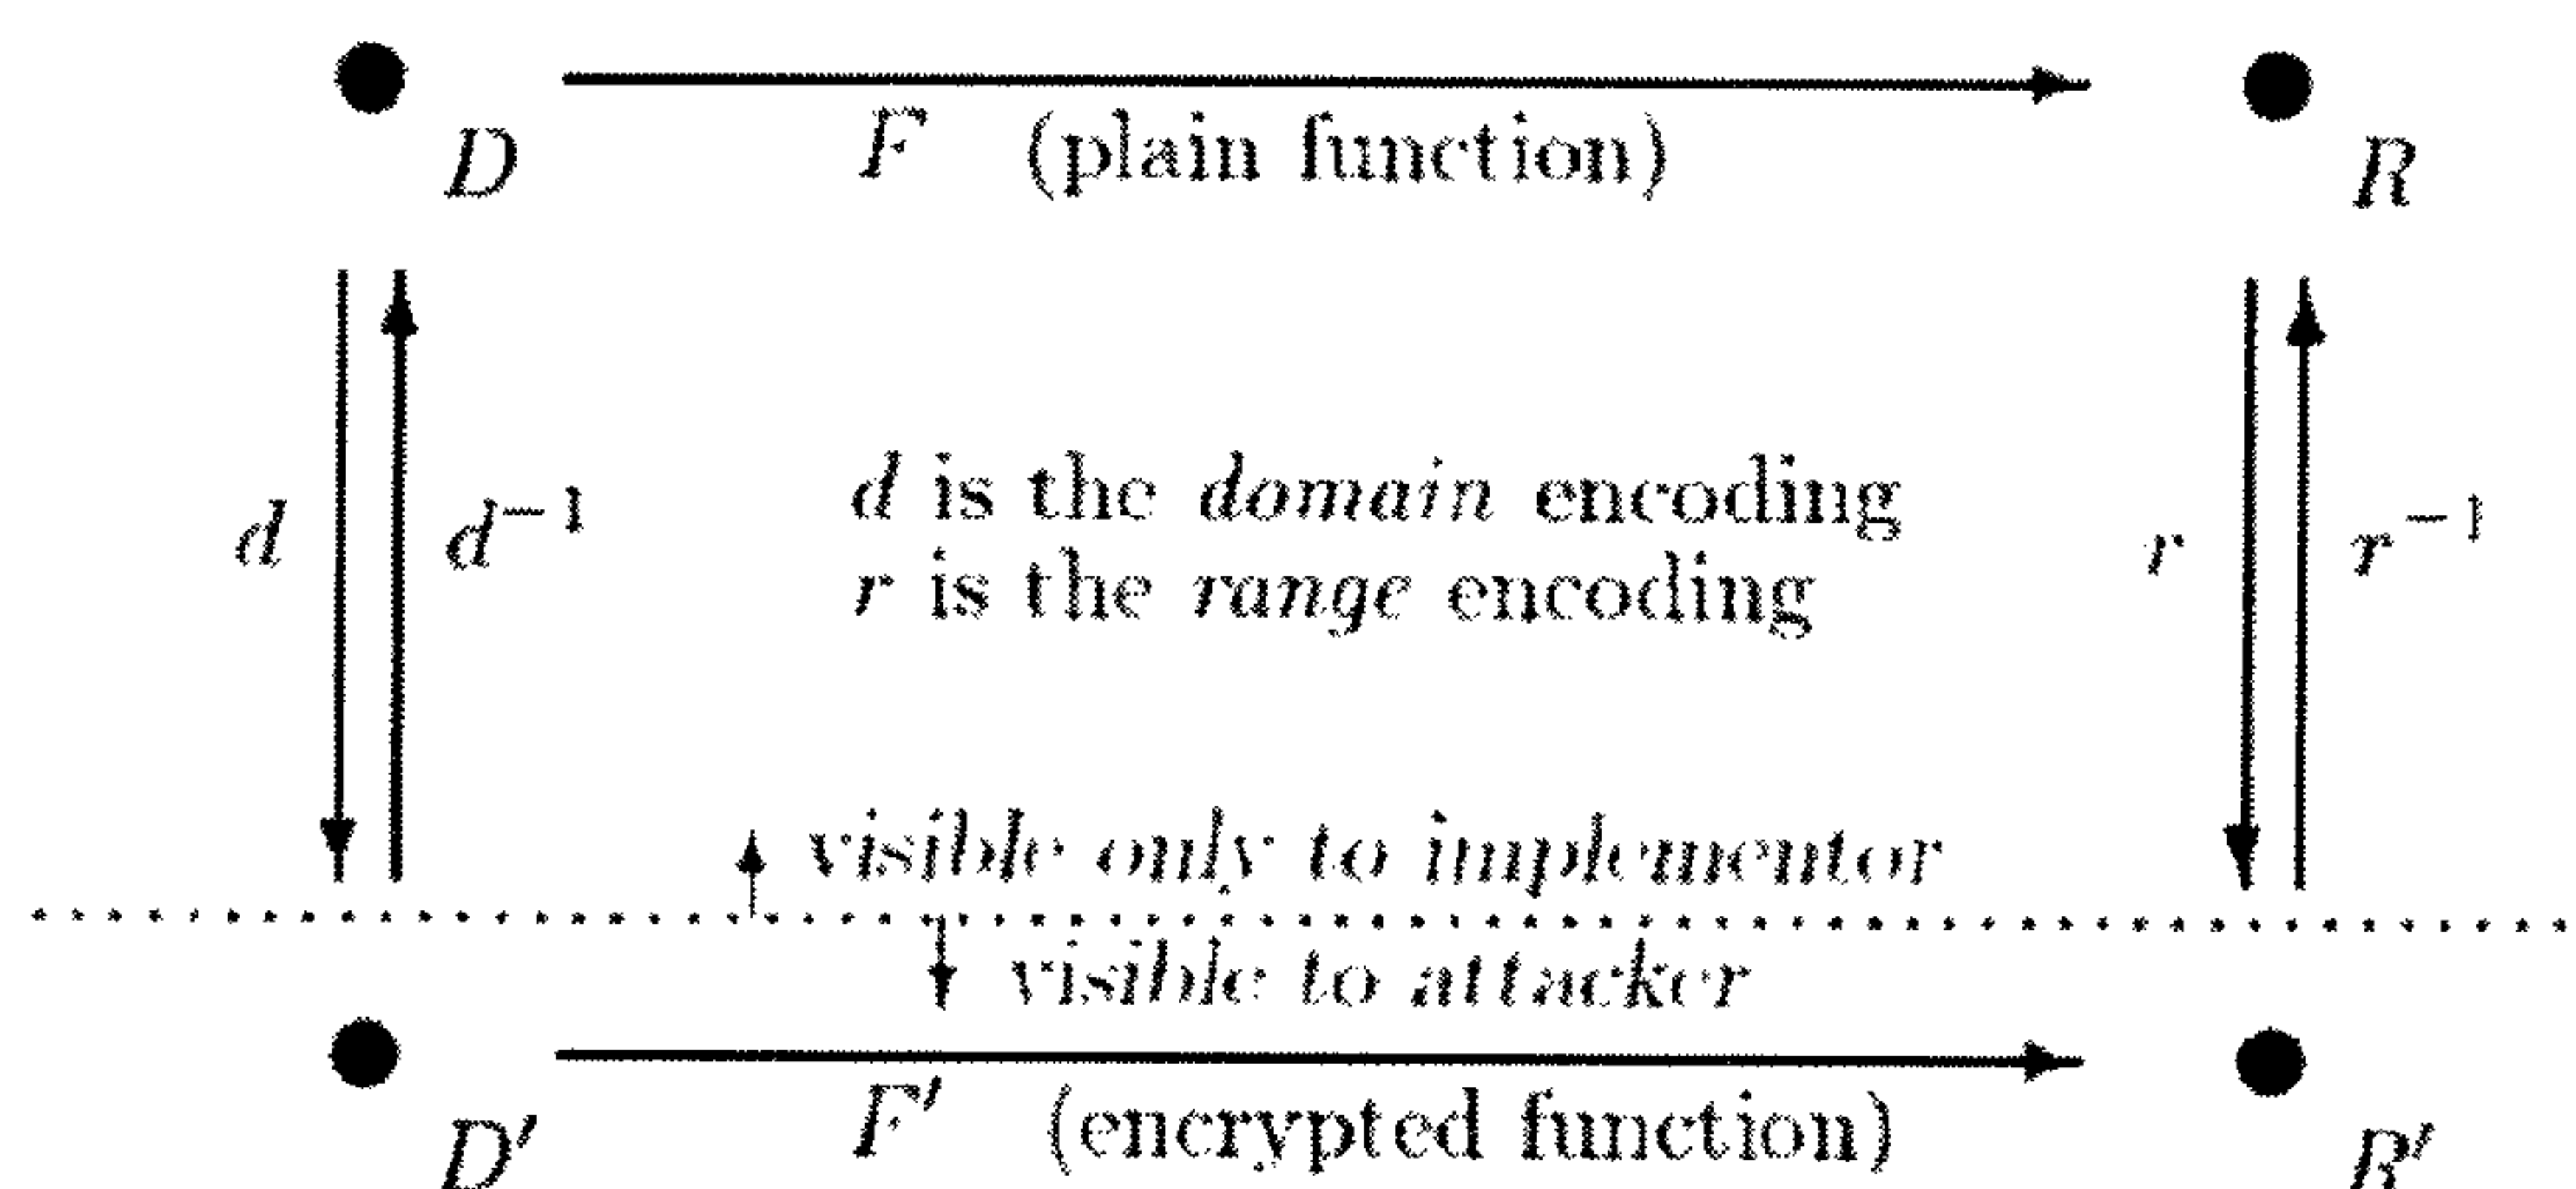 D F (plain function) R
d d⁻¹ d is the domain encoding r r⁻¹
r is the range encoding
visible only to implementor
visible to attacker
D′ F′ (encrypted function) R′